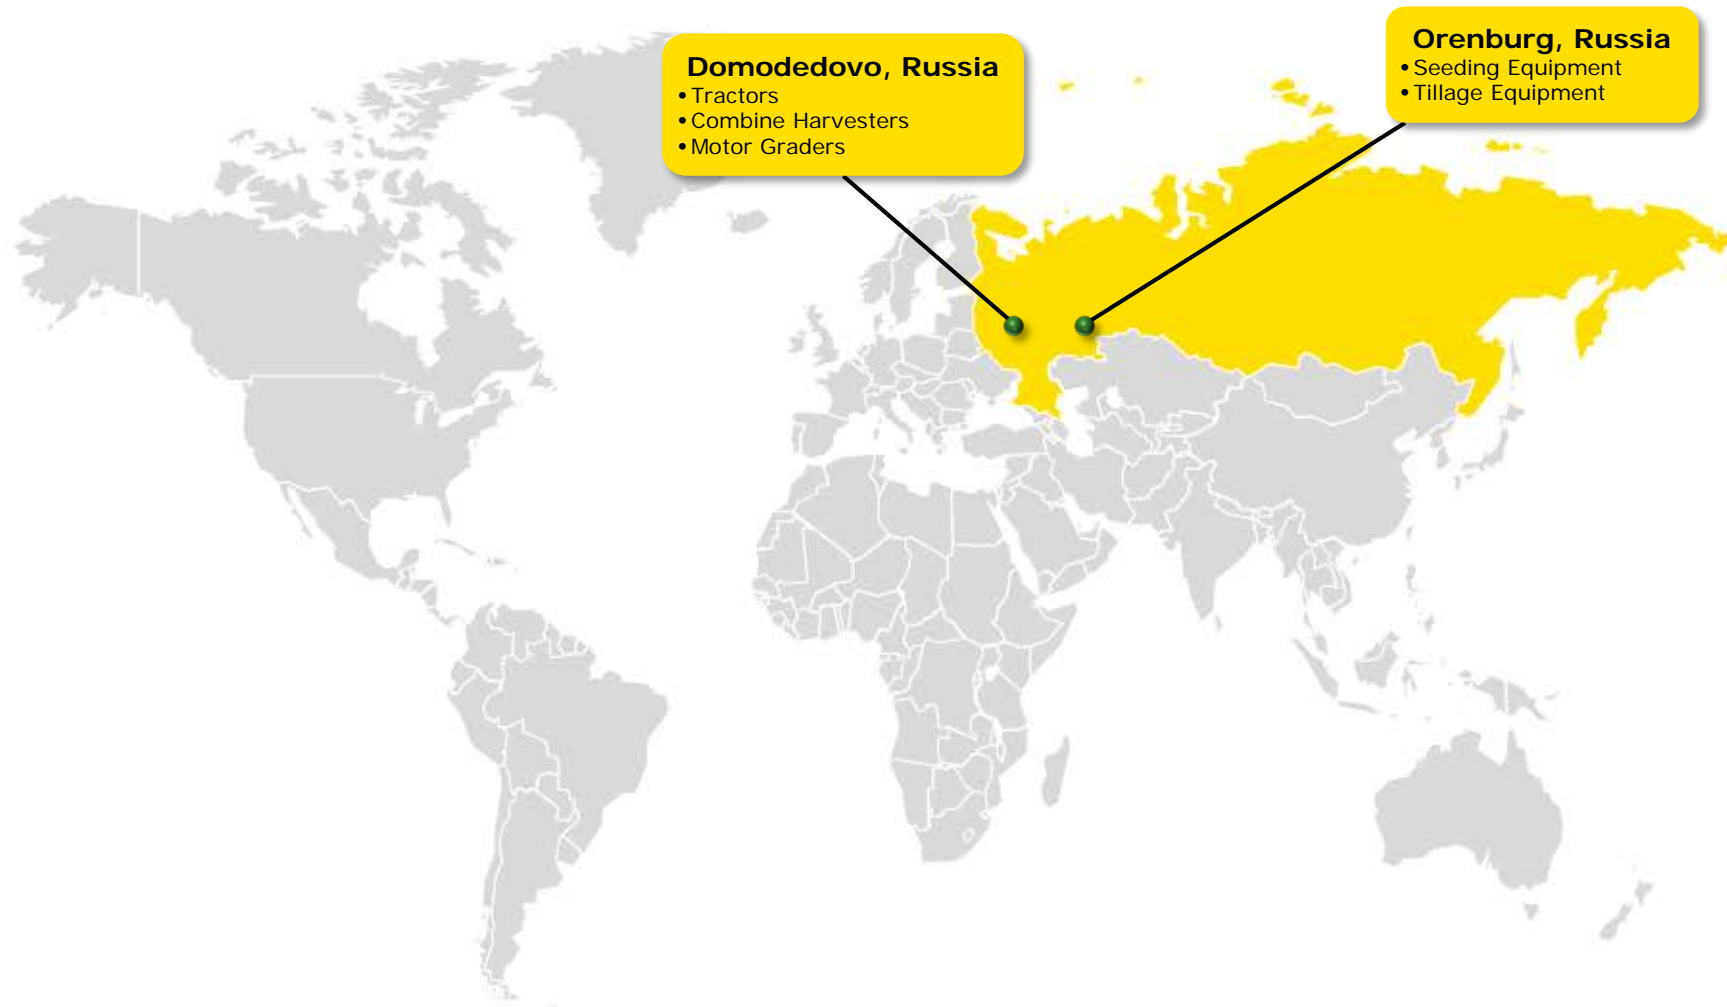 Domodedovo, Russia
• Tractors
• Combine Harvesters
• Motor Graders
Orenburg, Russia
• Seeding Equipment
• Tillage Equipment